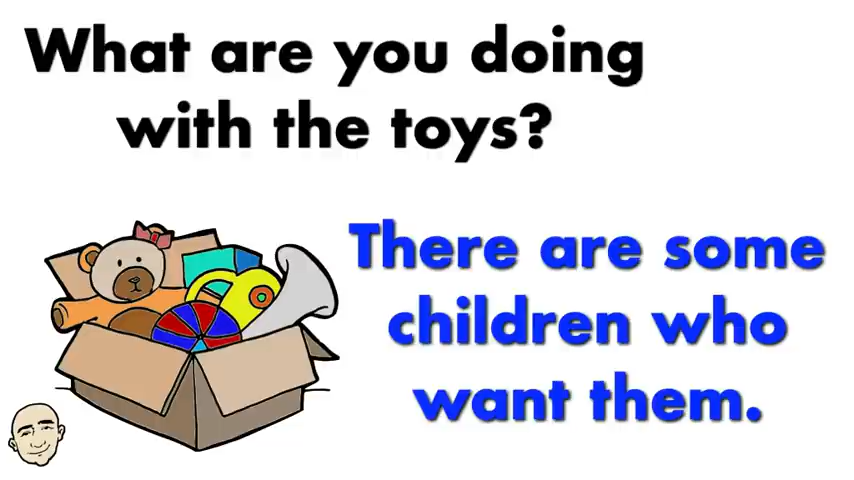 What are you doing
with the toys?
There are some
children who
want them.